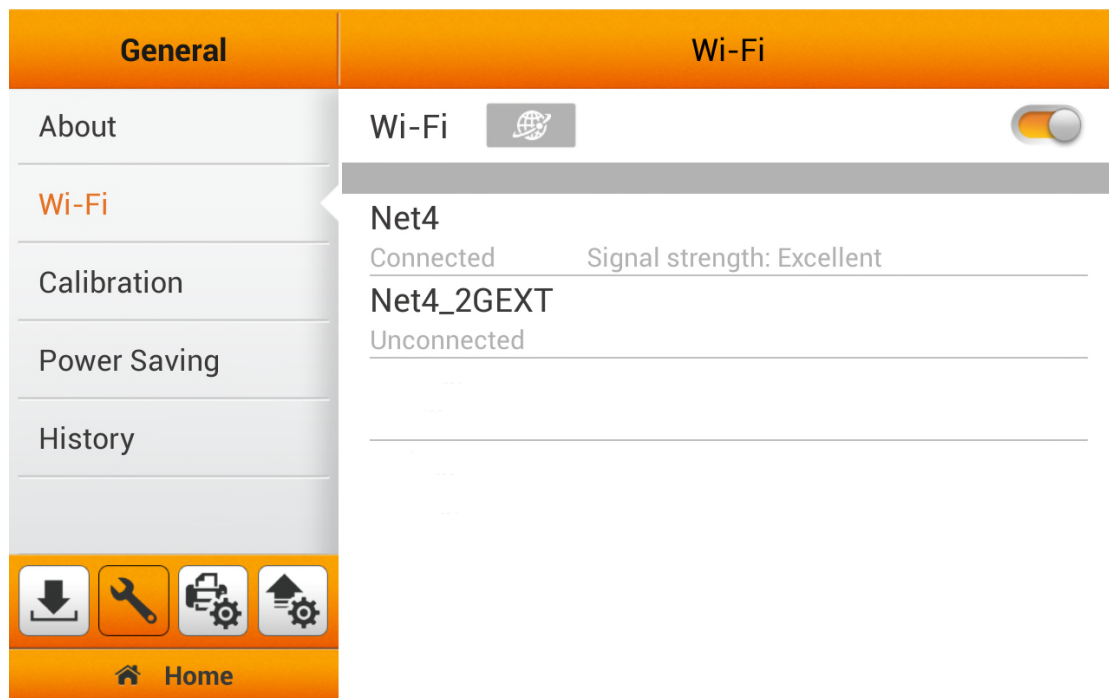 General
Wi-Fi
About
Wi-Fi
Calibration
Power Saving
History
Home
Wi-Fi
Net4
Connected Signal strength: Excellent
Net4_2GEXT
Unconnected